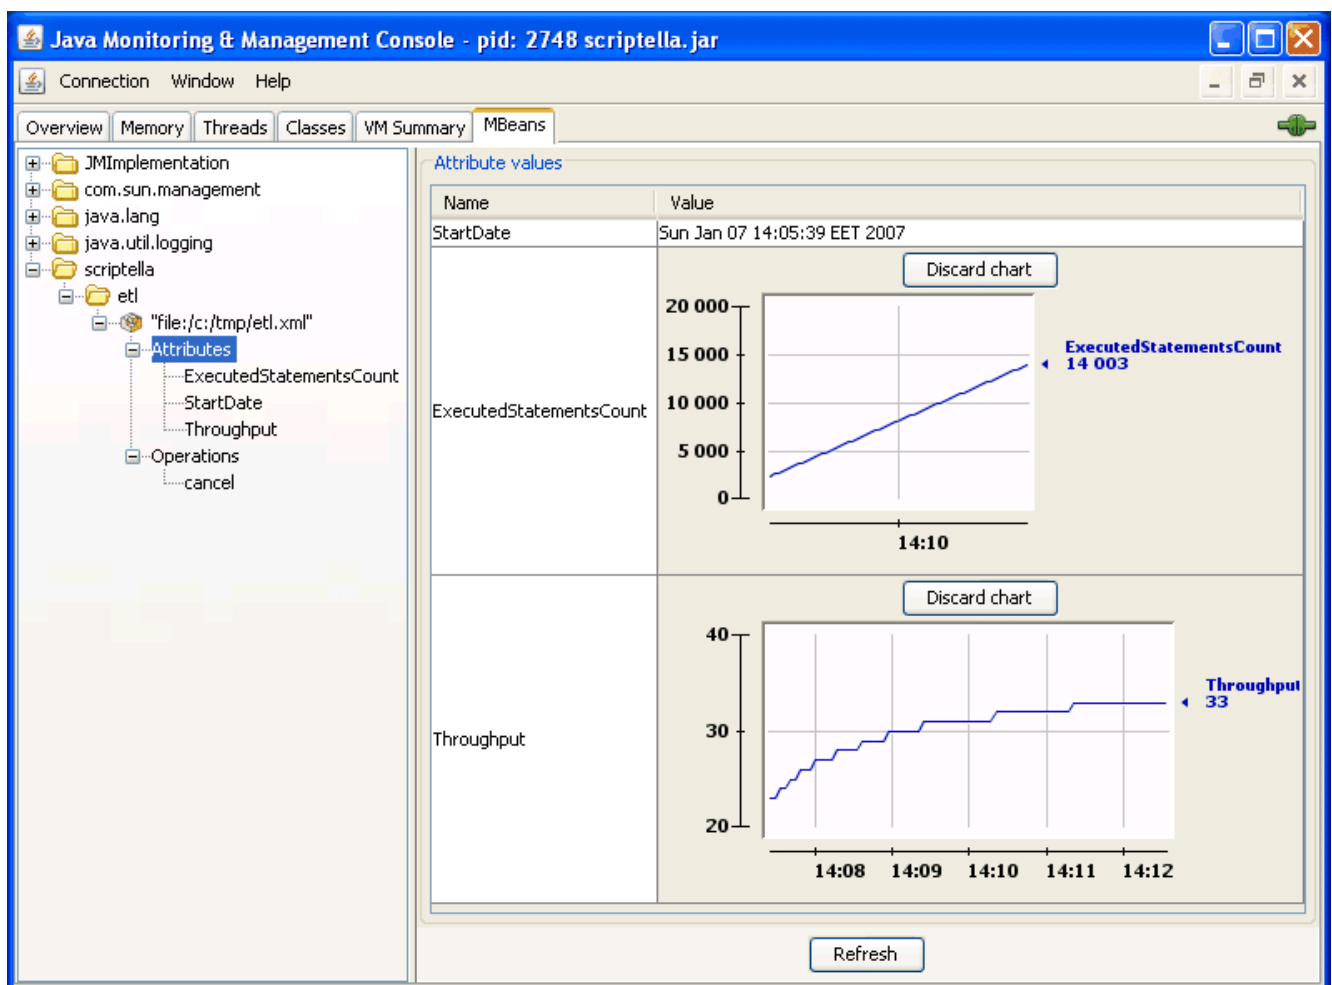 Java Monitoring & Management Console - pid: 2748 scriptella.jar
Connection Window Help
Overview Memory Threads Classes VM Summary MBeans
JMImplementation
com.sun.management
java.lang
java.util.logging
scriptella
etl
"file:/c:/tmp/etl.xml"
Attributes
ExecutedStatementsCount
StartDate
Throughput
Operations
cancel
Attribute values
Name Value
StartDate Sun Jan 07 14:05:39 EET 2007
ExecutedStatementsCount
Discard chart
20 000
15 000
10 000
5 000
0
14:10
ExecutedStatementsCount
14 003
Throughput
Discard chart
40
30
20
14:08 14:09 14:10 14:11 14:12
Throughput
33
Refresh